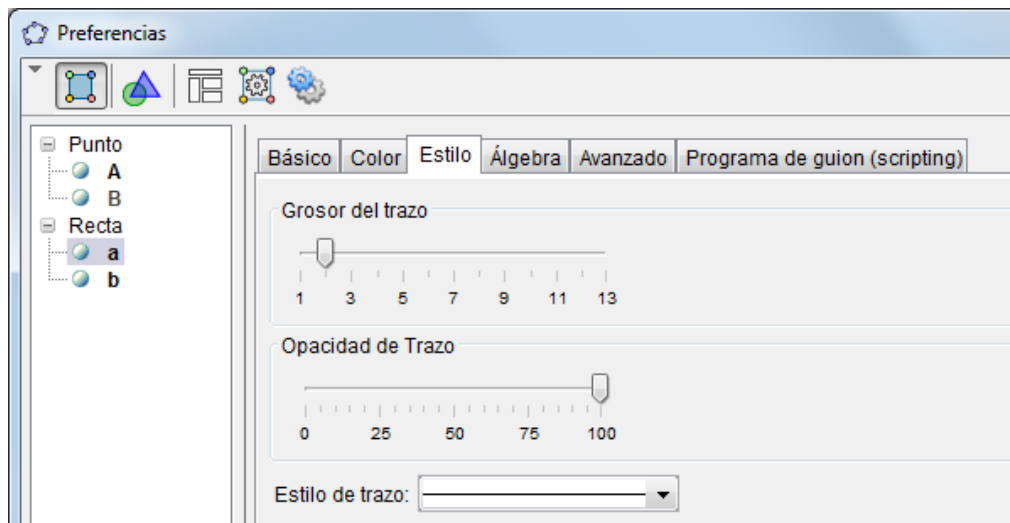 Preferencias
Punto
A
B
Recta
a
b
Básico Color Estilo Álgebra Avanzado Programa de guion (scripting)
Grosor del trazo
1 3 5 7 9 11 13
Opacidad de Trazo
0 25 50 75 100
Estilo de trazo: